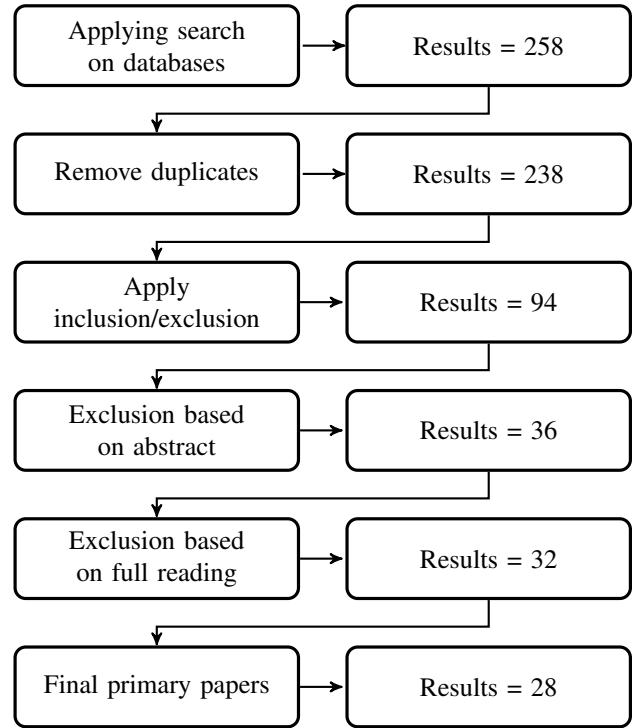 Applying search
on databases
Results = 258
Remove duplicates
Results = 238
Apply
inclusion/exclusion
Results = 94
Exclusion based
on abstract
Results = 36
Exclusion based
on full reading
Results = 32
Final primary papers
Results = 28